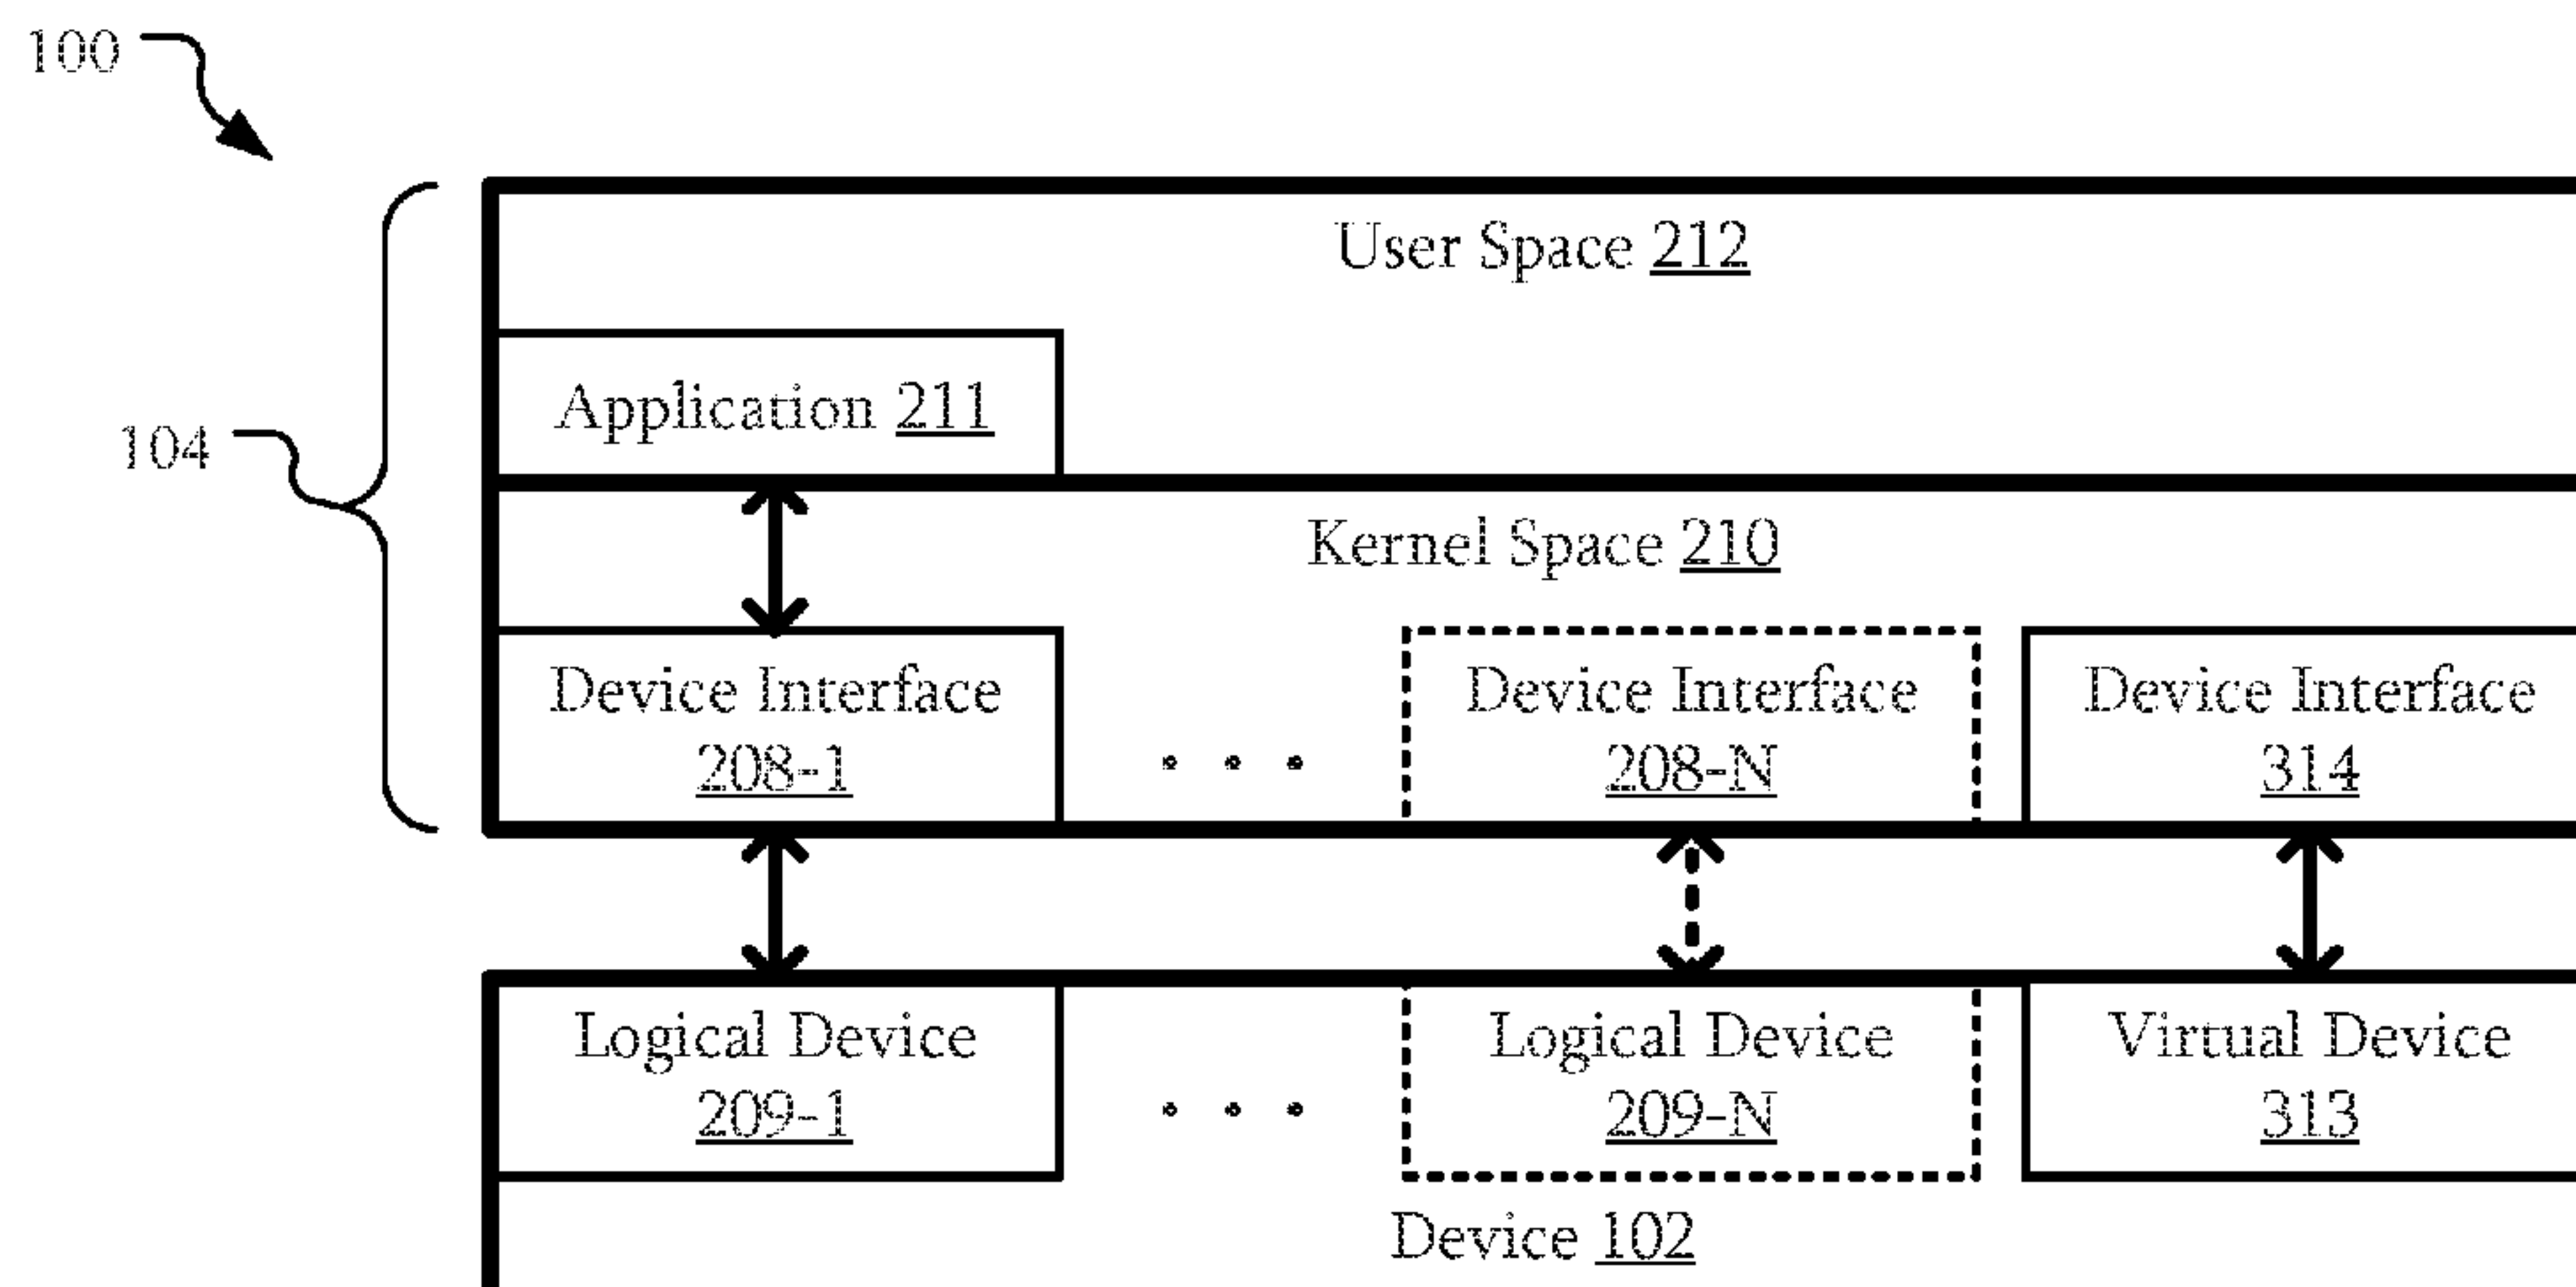 100
User Space 212
Application 211
104
Kernel Space 210
Device Interface
208-1
. . .
Device Interface
208-N
Device Interface
314
Logical Device
209-1
. . .
Logical Device
209-N
Virtual Device
313
Device 102